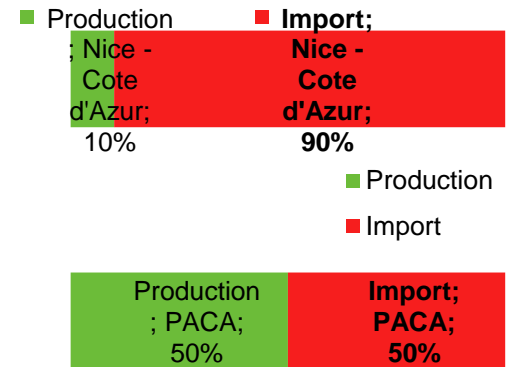 Production
; Nice -
Cote
d'Azur;
10%
Import;
Nice -
Cote
d'Azur;
90%
Production
Import
Production
; PACA;
50%
Import;
PACA;
50%